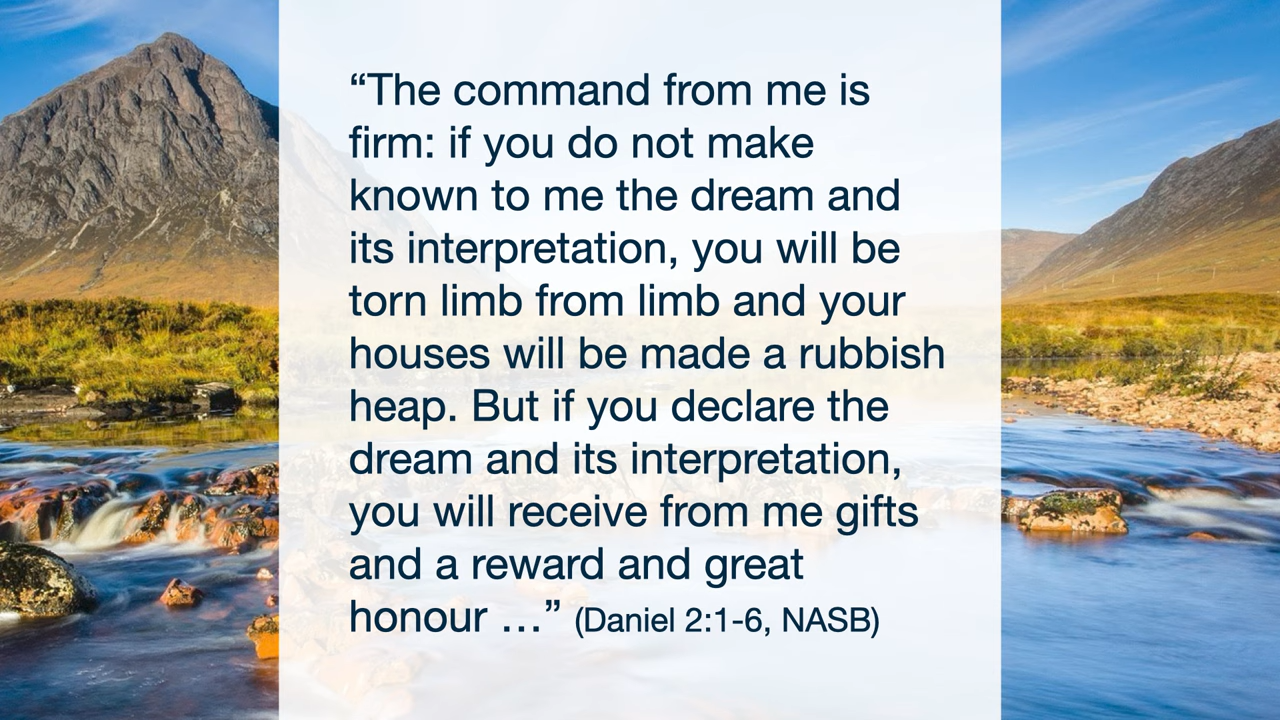 “The command from me is
firm: if you do not make
known to me the dream and
its interpretation, you will be
torn limb from limb and your
houses will be made a rubbish
heap. But if you declare the
dream and its interpretation,
you will receive from me gifts
and a reward and great
honour …” (Daniel 2:1-6, NASB)